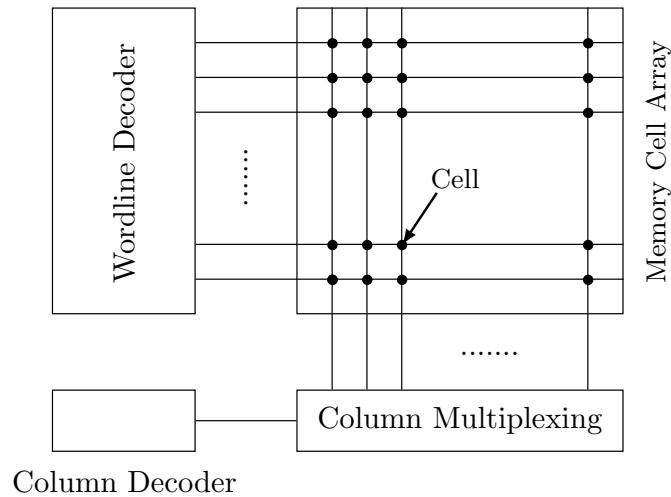 Wordline Decoder
Memory Cell Array
.......
Cell
.......
Column Multiplexing
Column Decoder